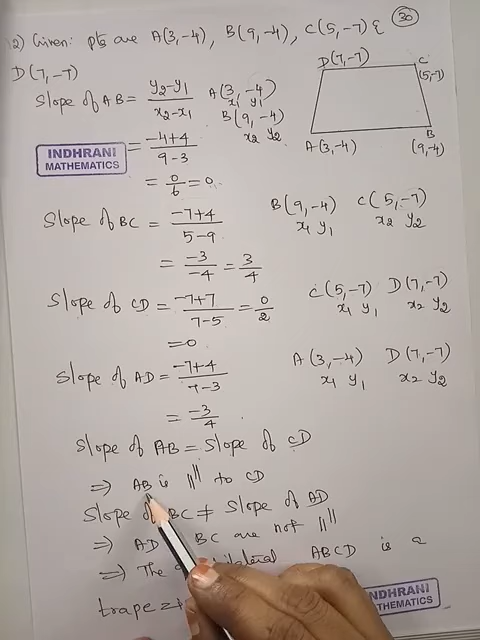 30
2) Given: pts are A(3,-4), B(9,-4), C(5,-7) &
D(7,-7)
Slope of AB = y2-y1 / x2-x1 A(3, -4)
x1 y1
B(9, -4)
x2 y2
D(7,-7) C
(5,-7)
A(3,-4) B
(9,-4)
= -4+4 / 9-3
INDHRANI
MATHEMATICS
= 0/6 = 0
Slope of BC = -7+4 / 5-9 B(9,-4) C(5,-7)
x1 y1 x2 y2
= -3/-4 = 3/4
Slope of CD = -7+7 / 7-5 = 0/2 C(5,-7) D(7,-7)
x1 y1 x2 y2
= 0
Slope of AD = -7+4 / 7-3 A(3,-4) D(7,-7)
x1 y1 x2 y2
= -3/4
Slope of AB = Slope of CD
⇒ AB is ∥ to CD
Slope of BC ≠ Slope of AD
⇒ AD BC are not ∥
⇒ The ABCD is a
INDHRANI
MATHEMATICS